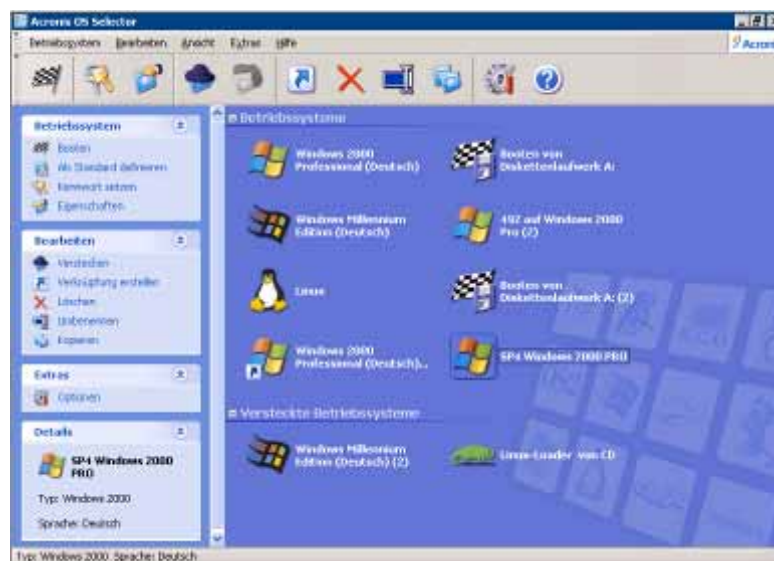 Acronis OS Selector
Betriebssystem Bearbeiten Ansicht Extras Hilfe
Acronis
Betriebssystem
Booten
Als Standard definieren
Kennwort setzen
Eigenschaften
Bearbeiten
Verstecken
Verknüpfung erstellen
Löschen
Umbenennen
Kopieren
Extras
Optionen
Details
SP4 Windows 2000
PRO
Typ: Windows 2000
Sprache: Deutsch
Betriebssysteme
Windows 2000
Professional (Deutsch)
Booten von
Diskettenlaufwerk A:
Windows Millennium
Edition (Deutsch)
492 auf Windows 2000
Pro (2)
Linux
Booten von
Diskettenlaufwerk A: (2)
Windows 2000
Professional (Deutsch)...
SP4 Windows 2000 PRO
Versteckte Betriebssysteme
Windows Millennium
Edition (Deutsch) (2)
Linux-Loader von CD
Typ: Windows 2000 Sprache: Deutsch